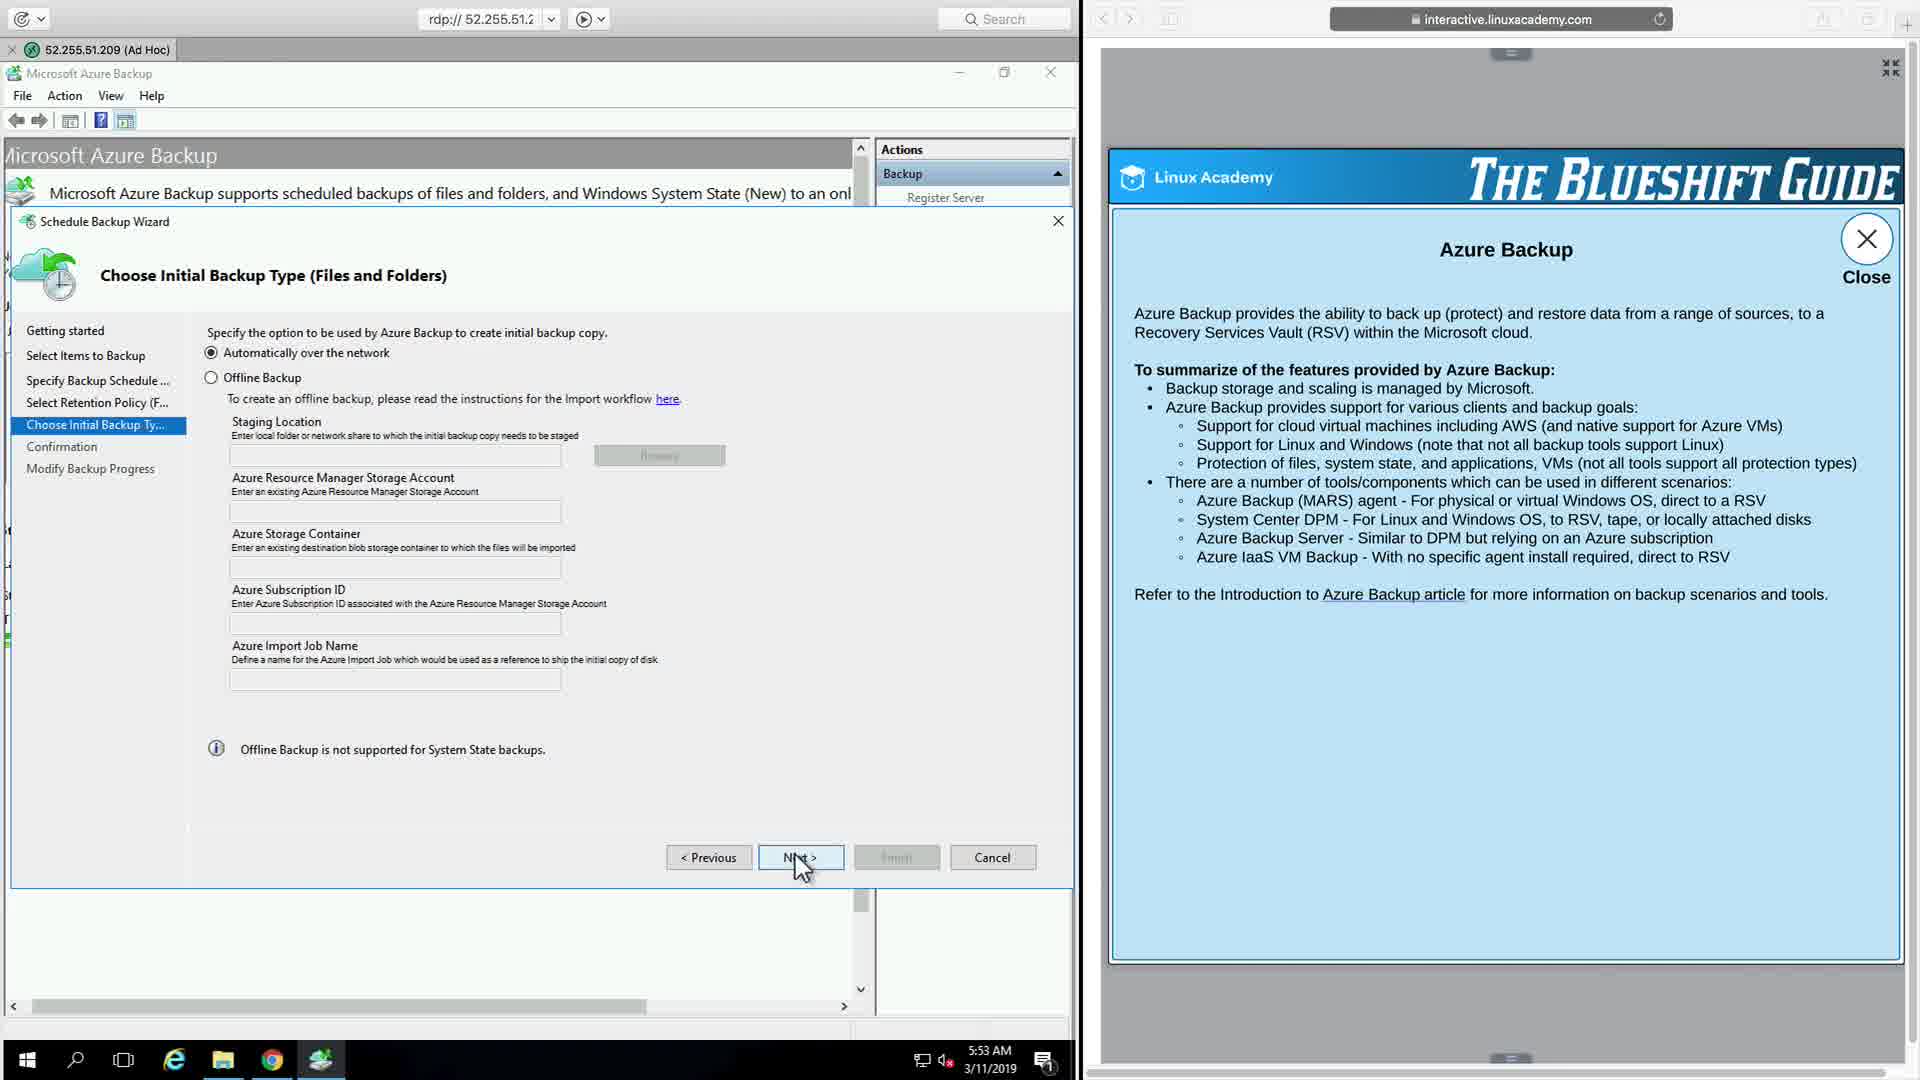 rdp:// 52.255.51.2
Search
52.255.51.209 (Ad Hoc)
Microsoft Azure Backup
File Action View Help
Microsoft Azure Backup
Microsoft Azure Backup supports scheduled backups of files and folders, and Windows System State (New) to an onl
Actions
Backup
Register Server
Schedule Backup Wizard
Choose Initial Backup Type (Files and Folders)
Getting started
Select Items to Backup
Specify Backup Schedule ...
Select Retention Policy (F...
Choose Initial Backup Ty...
Confirmation
Modify Backup Progress
Specify the option to be used by Azure Backup to create initial backup copy.
Automatically over the network
Offline Backup
To create an offline backup, please read the instructions for the Import workflow here.
Staging Location
Enter local folder or network share to which the initial backup copy needs to be staged
Browse
Azure Resource Manager Storage Account
Enter an existing Azure Resource Manager Storage Account
Azure Storage Container
Enter an existing destination blob storage container to which the files will be imported
Azure Subscription ID
Enter Azure Subscription ID associated with the Azure Resource Manager Storage Account
Azure Import Job Name
Define a name for the Azure Import Job which would be used as a reference to ship the initial copy of disk
Offline Backup is not supported for System State backups.
< Previous
Next >
Finish
Cancel
5:53 AM
3/11/2019
1
interactive.linuxacademy.com
Linux Academy
THE BLUESHIFT GUIDE
Azure Backup
Close
Azure Backup provides the ability to back up (protect) and restore data from a range of sources, to a
Recovery Services Vault (RSV) within the Microsoft cloud.
To summarize of the features provided by Azure Backup:
• Backup storage and scaling is managed by Microsoft.
• Azure Backup provides support for various clients and backup goals:
◦ Support for cloud virtual machines including AWS (and native support for Azure VMs)
◦ Support for Linux and Windows (note that not all backup tools support Linux)
◦ Protection of files, system state, and applications, VMs (not all tools support all protection types)
• There are a number of tools/components which can be used in different scenarios:
◦ Azure Backup (MARS) agent - For physical or virtual Windows OS, direct to a RSV
◦ System Center DPM - For Linux and Windows OS, to RSV, tape, or locally attached disks
◦ Azure Backup Server - Similar to DPM but relying on an Azure subscription
◦ Azure IaaS VM Backup - With no specific agent install required, direct to RSV
Refer to the Introduction to Azure Backup article for more information on backup scenarios and tools.